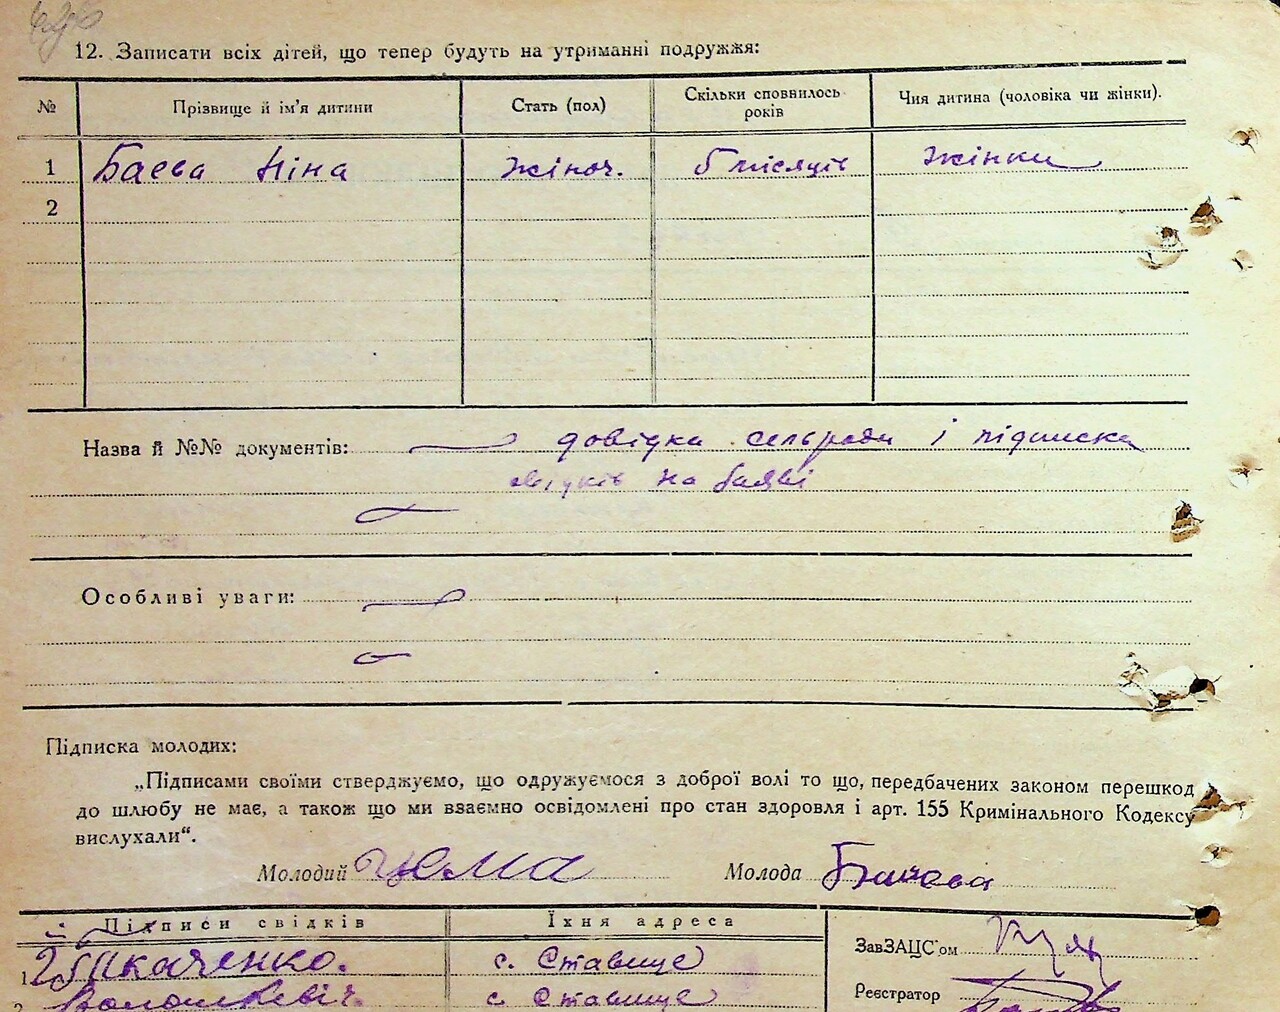 12. Записати всіх дітей, що тепер будуть на утриманні подружжя:
№ Прізвище й ім'я дитини Стать (пол) Скільки сповнилось років Чия дитина (чоловіка чи жінки).
1 Баева Ніна жіноч. 5 місяців жінки
2
Назва й №№ документів: довідка сельради і підписка
на
Особливі уваги:
Підписка молодих:
„Підписами своїми стверджуємо, що одружуємося з доброї волі то що, передбачених законом перешкод
до шлюбу не має, а також що ми взаємно освідомлені про стан здоровля і арт. 155 Кримінального Кодексу
вислухали“.
Молодий Цюма Молода
Підписи свідків Їхня адреса
ЗавЗАЦС'ом
1 Ткаченко. с. Ставище
Реєстратор
2 Волошкевіч. с. Ставище